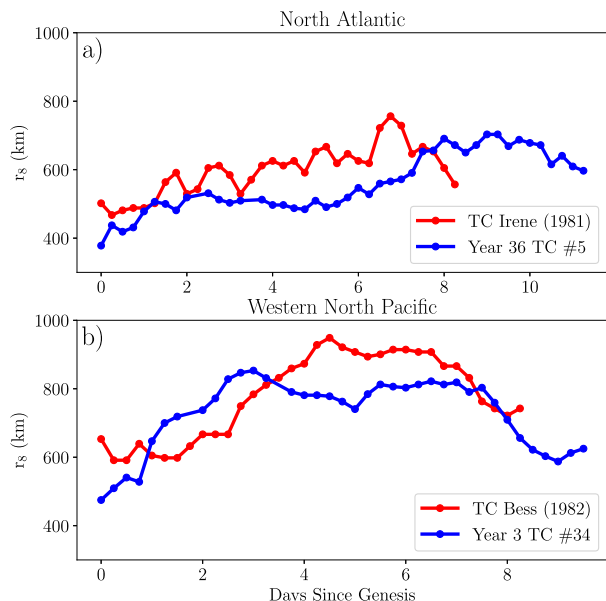 North Atlantic
a)
1000
800
600
400
r₈ (km)
0 2 4 6 8 10
TC Irene (1981)
Year 36 TC #5
Western North Pacific
b)
1000
800
600
400
r₈ (km)
TC Bess (1982)
Year 3 TC #34
0 2 4 6 8
Days Since Genesis